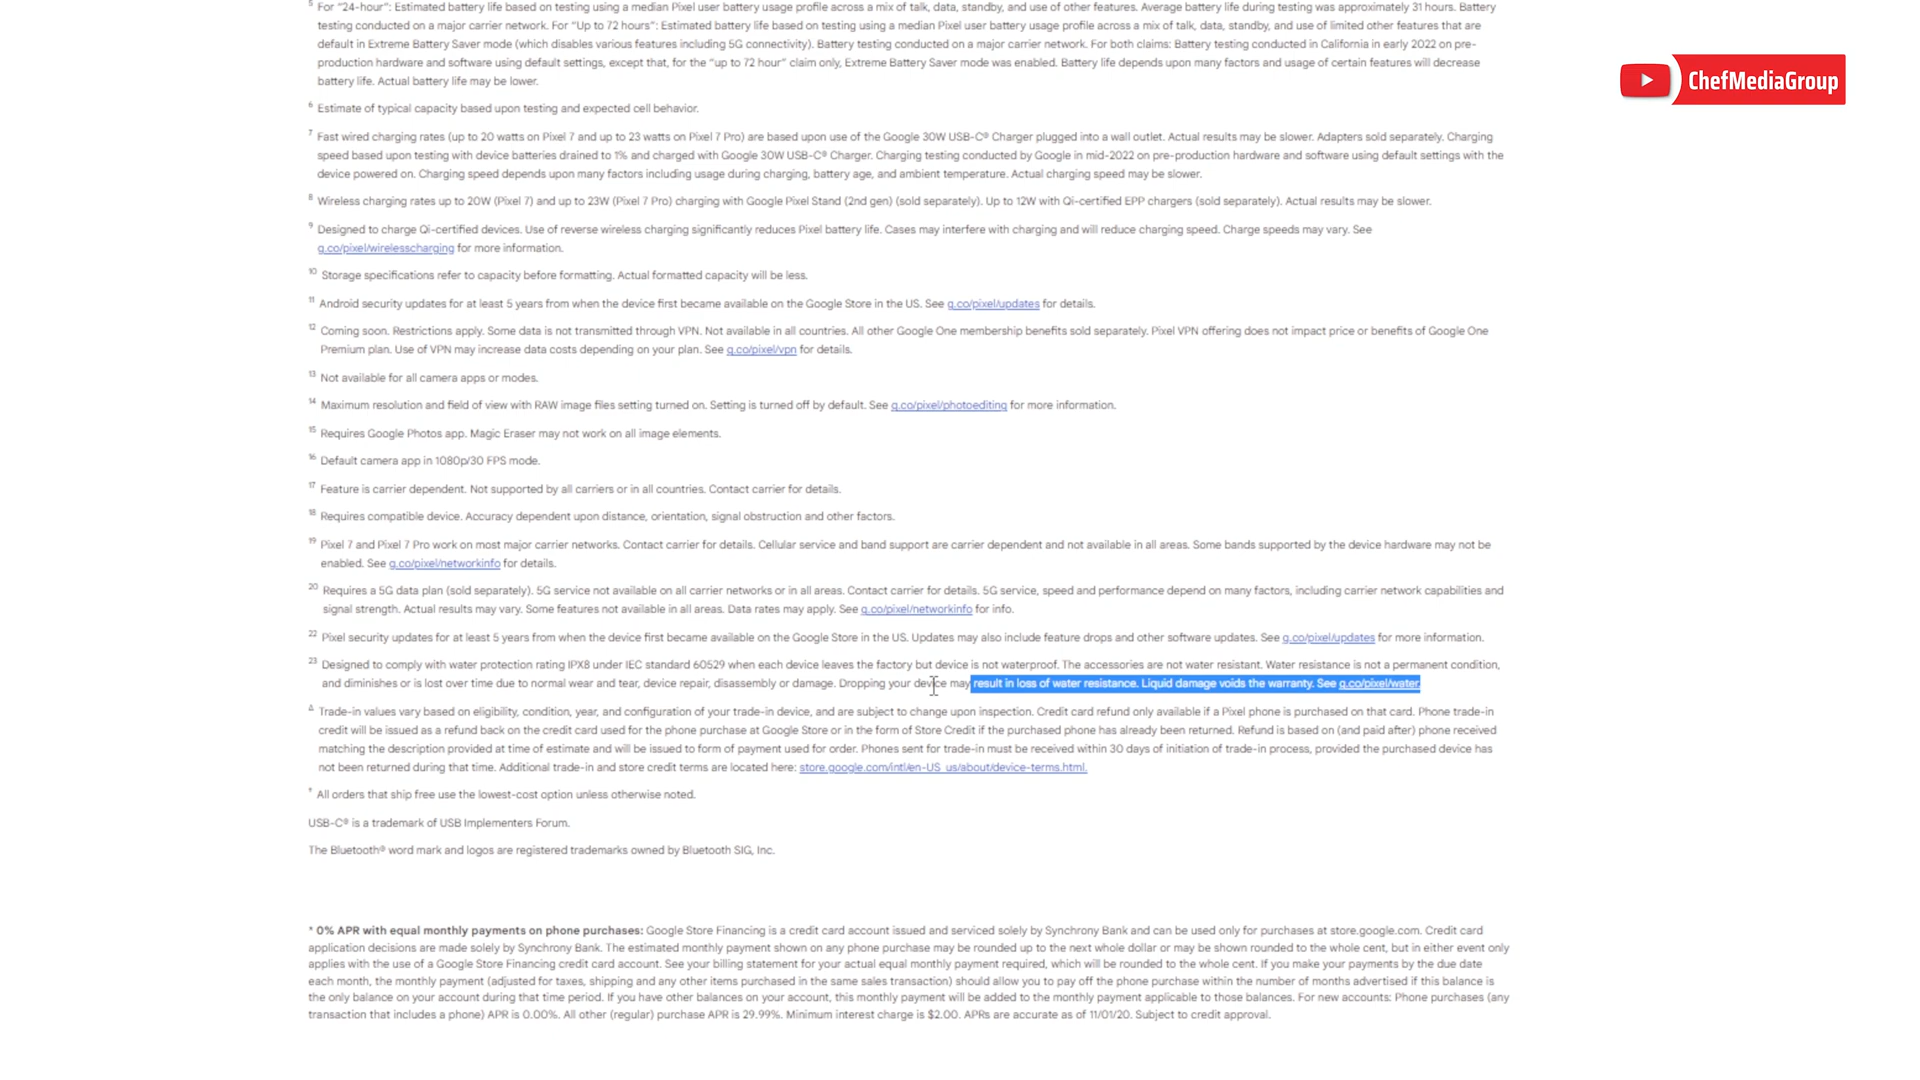 5 For "24-hour": Estimated battery life based on testing using a median Pixel user battery usage profile across a mix of talk, data, standby, and use of other features. Average battery life during testing was approximately 31 hours. Battery
testing conducted on a major carrier network. For "Up to 72 hours": Estimated battery life based on testing using a median Pixel user battery usage profile across a mix of talk, data, standby, and use of limited other features that are
default in Extreme Battery Saver mode (which disables various features including 5G connectivity). Battery testing conducted on a major carrier network. For both claims: Battery testing conducted in California in early 2022 on pre-
production hardware and software using default settings, except that, for the "up to 72 hour" claim only, Extreme Battery Saver mode was enabled. Battery life depends upon many factors and usage of certain features will decrease
battery life. Actual battery life may be lower.
ChefMediaGroup
6 Estimate of typical capacity based upon testing and expected cell behavior.
7 Fast wired charging rates (up to 20 watts on Pixel 7 and up to 23 watts on Pixel 7 Pro) are based upon use of the Google 30W USB-C® Charger plugged into a wall outlet. Actual results may be slower. Adapters sold separately. Charging
speed based upon testing with device batteries drained to 1% and charged with Google 30W USB-C® Charger. Charging testing conducted by Google in mid-2022 on pre-production hardware and software using default settings with the
device powered on. Charging speed depends upon many factors including usage during charging, battery age, and ambient temperature. Actual charging speed may be slower.
8 Wireless charging rates up to 20W (Pixel 7) and up to 23W (Pixel 7 Pro) charging with Google Pixel Stand (2nd gen) (sold separately). Up to 12W with Qi-certified EPP chargers (sold separately). Actual results may be slower.
9 Designed to charge Qi-certified devices. Use of reverse wireless charging significantly reduces Pixel battery life. Cases may interfere with charging and will reduce charging speed. Charge speeds may vary. See
g.co/pixel/wirelesscharging for more information.
10 Storage specifications refer to capacity before formatting. Actual formatted capacity will be less.
11 Android security updates for at least 5 years from when the device first became available on the Google Store in the US. See g.co/pixel/updates for details.
12 Coming soon. Restrictions apply. Some data is not transmitted through VPN. Not available in all countries. All other Google One membership benefits sold separately. Pixel VPN offering does not impact price or benefits of Google One
Premium plan. Use of VPN may increase data costs depending on your plan. See g.co/pixel/vpn for details.
13 Not available for all camera apps or modes.
14 Maximum resolution and field of view with RAW image files setting turned on. Setting is turned off by default. See g.co/pixel/photoediting for more information.
15 Requires Google Photos app. Magic Eraser may not work on all image elements.
16 Default camera app in 1080p/30 FPS mode.
17 Feature is carrier dependent. Not supported by all carriers or in all countries. Contact carrier for details.
18 Requires compatible device. Accuracy dependent upon distance, orientation, signal obstruction and other factors.
19 Pixel 7 and Pixel 7 Pro work on most major carrier networks. Contact carrier for details. Cellular service and band support are carrier dependent and not available in all areas. Some bands supported by the device hardware may not be
enabled. See g.co/pixel/networkinfo for details.
20 Requires a 5G data plan (sold separately). 5G service not available on all carrier networks or in all areas. Contact carrier for details. 5G service, speed and performance depend on many factors, including carrier network capabilities and
signal strength. Actual results may vary. Some features not available in all areas. Data rates may apply. See g.co/pixel/networkinfo for info.
22 Pixel security updates for at least 5 years from when the device first became available on the Google Store in the US. Updates may also include feature drops and other software updates. See g.co/pixel/updates for more information.
23 Designed to comply with water protection rating IPX8 under IEC standard 60529 when each device leaves the factory but device is not waterproof. The accessories are not water resistant. Water resistance is not a permanent condition,
and diminishes or is lost over time due to normal wear and tear, device repair, disassembly or damage. Dropping your device may result in loss of water resistance. Liquid damage voids the warranty. See g.co/pixel/water.
Δ Trade-in values vary based on eligibility, condition, year, and configuration of your trade-in device, and are subject to change upon inspection. Credit card refund only available if a Pixel phone is purchased on that card. Phone trade-in
credit will be issued as a refund back on the credit card used for the phone purchase at Google Store or in the form of Store Credit if the purchased phone has already been returned. Refund is based on (and paid after) phone received
matching the description provided at time of estimate and will be issued to form of payment used for order. Phones sent for trade-in must be received within 30 days of initiation of trade-in process, provided the purchased device has
not been returned during that time. Additional trade-in and store credit terms are located here: store.google.com/intl/en-US_us/about/device-terms.html.
* All orders that ship free use the lowest-cost option unless otherwise noted.
USB-C® is a trademark of USB Implementers Forum.
The Bluetooth® word mark and logos are registered trademarks owned by Bluetooth SIG, Inc.
* 0% APR with equal monthly payments on phone purchases: Google Store Financing is a credit card account issued and serviced solely by Synchrony Bank and can be used only for purchases at store.google.com. Credit card
application decisions are made solely by Synchrony Bank. The estimated monthly payment shown on any phone purchase may be rounded up to the next whole dollar or may be shown rounded to the whole cent, but in either event only
applies with the use of a Google Store Financing credit card account. See your billing statement for your actual equal monthly payment required, which will be rounded to the whole cent. If you make your payments by the due date
each month, the monthly payment (adjusted for taxes, shipping and any other items purchased in the same sales transaction) should allow you to pay off the phone purchase within the number of months advertised if this balance is
the only balance on your account during that time period. If you have other balances on your account, this monthly payment will be added to the monthly payment applicable to those balances. For new accounts: Phone purchases (any
transaction that includes a phone) APR is 0.00%. All other (regular) purchase APR is 29.99%. Minimum interest charge is $2.00. APRs are accurate as of 11/01/20. Subject to credit approval.